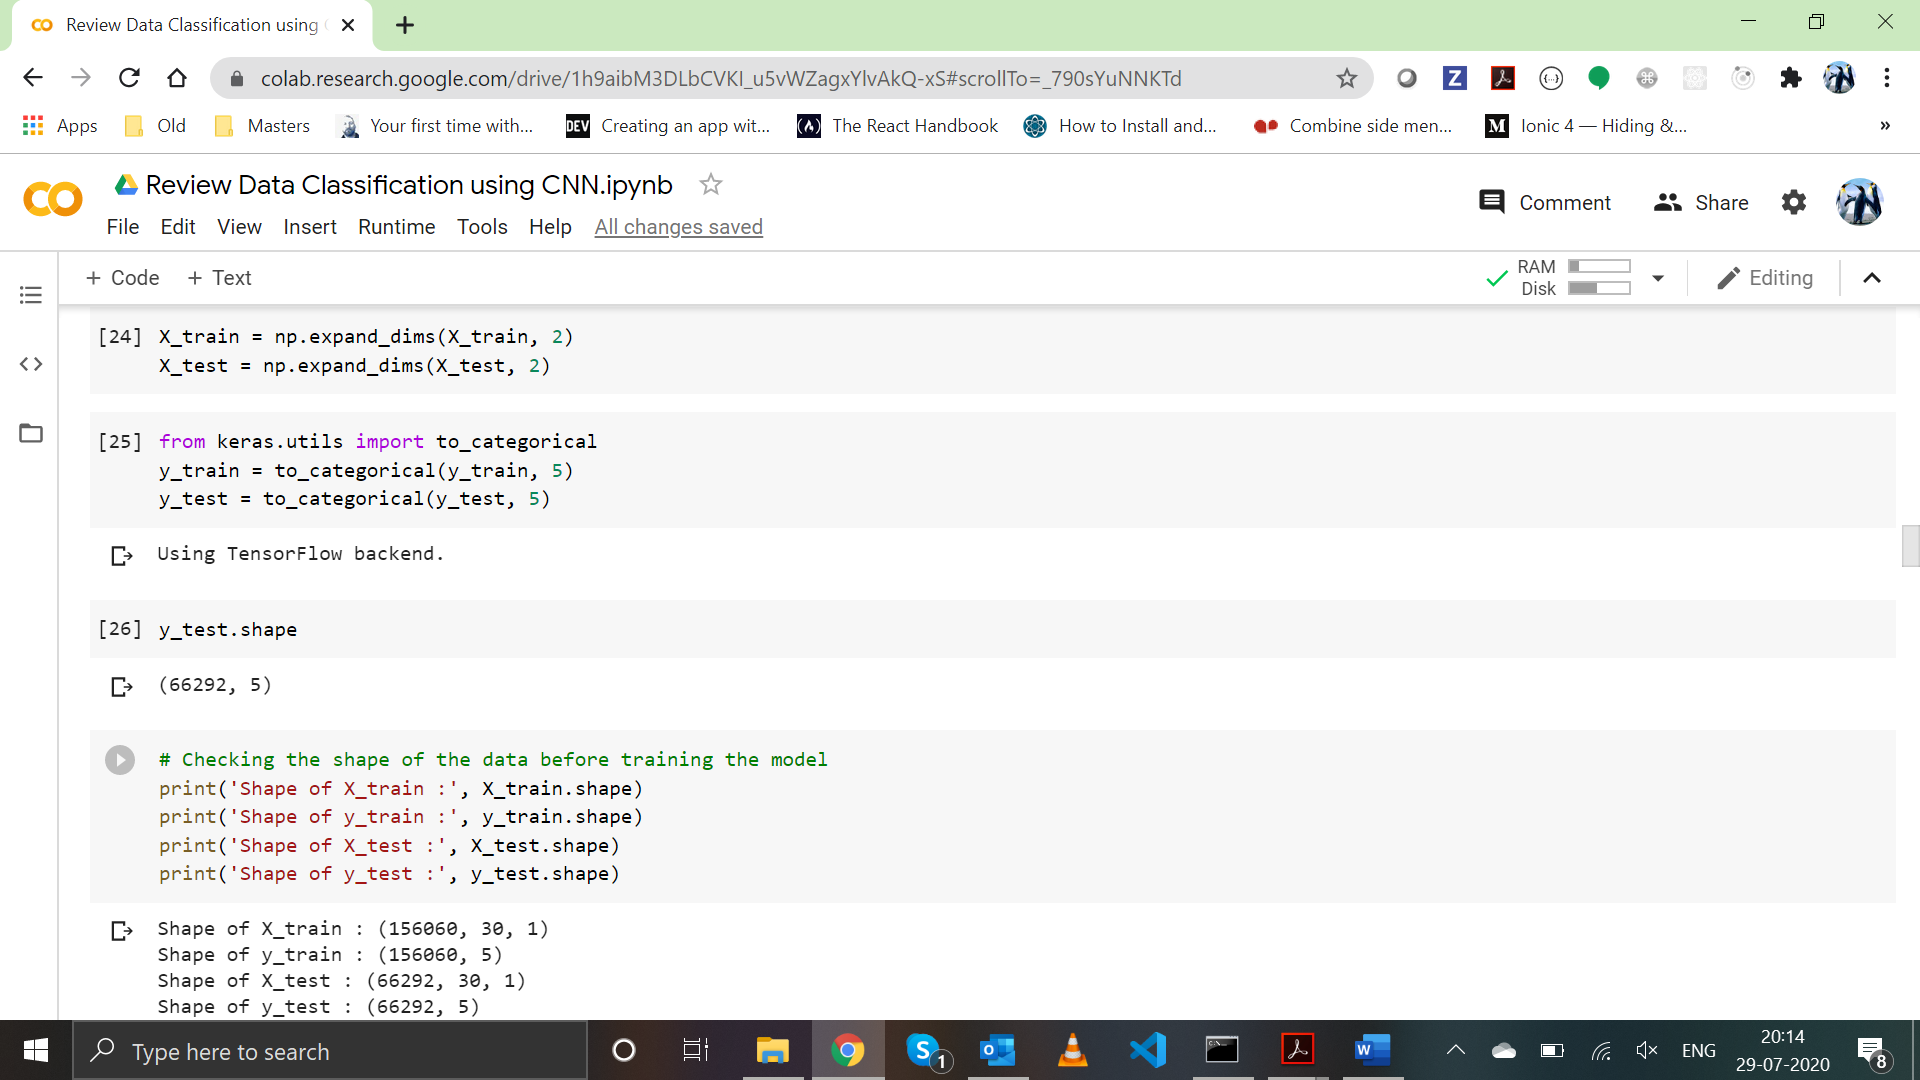 Review Data Classification using
colab.research.google.com/drive/1h9aibM3DLbCVKI_u5vWZagxYlvAkQ-xS#scrollTo=_790sYuNNKTd
Apps Old Masters Your first time with... DEV Creating an app wit... The React Handbook How to Install and... Combine side men... M Ionic 4 — Hiding &... »
Review Data Classification using CNN.ipynb
Comment Share
File Edit View Insert Runtime Tools Help All changes saved
+ Code + Text
RAM
Disk
Editing
[24] X_train = np.expand_dims(X_train, 2)
X_test = np.expand_dims(X_test, 2)
[25] from keras.utils import to_categorical
y_train = to_categorical(y_train, 5)
y_test = to_categorical(y_test, 5)
Using TensorFlow backend.
[26] y_test.shape
(66292, 5)
# Checking the shape of the data before training the model
print('Shape of X_train :', X_train.shape)
print('Shape of y_train :', y_train.shape)
print('Shape of X_test :', X_test.shape)
print('Shape of y_test :', y_test.shape)
Shape of X_train : (156060, 30, 1)
Shape of y_train : (156060, 5)
Shape of X_test : (66292, 30, 1)
Shape of y_test : (66292, 5)
Type here to search
1
ENG
20:14
29-07-2020
8